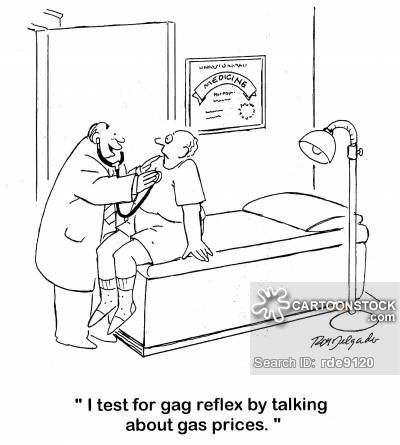 MEDICINE
CARTOONSTOCK
.com
Search ID: rde9120
" I test for gag reflex by talking
about gas prices. "